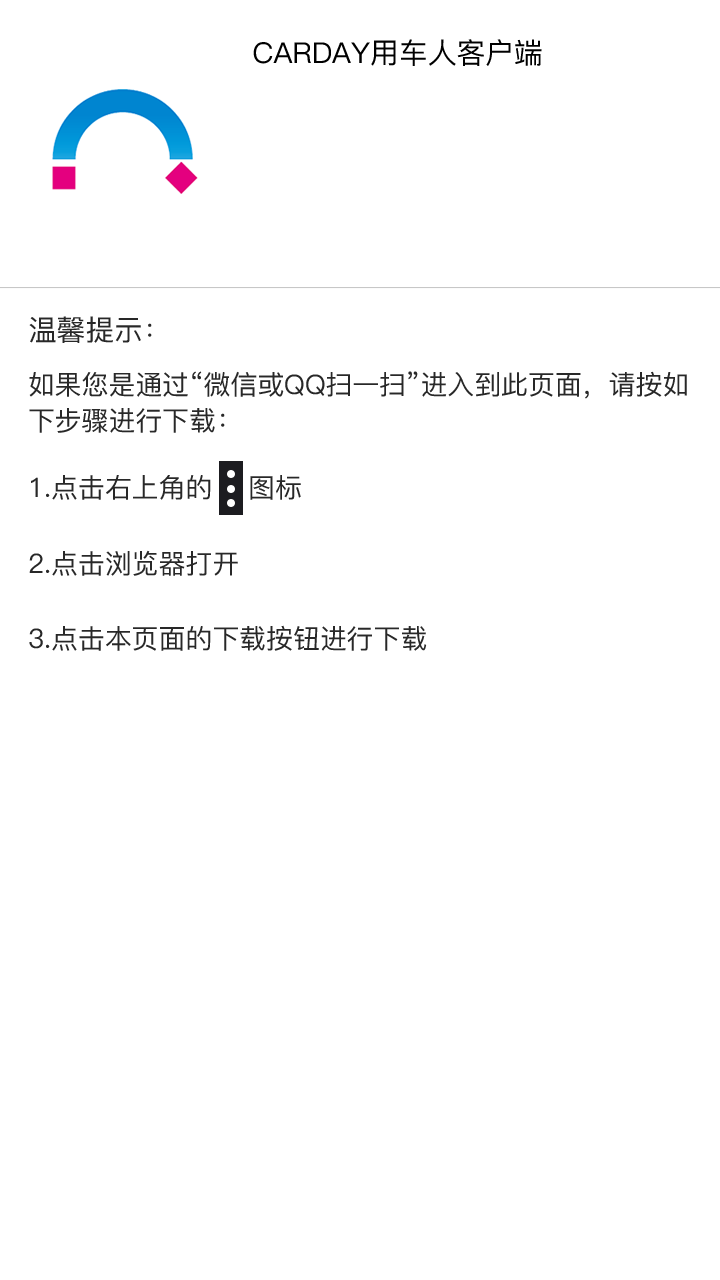 CARDAY用车人客户端
温馨提示：
如果您是通过“微信或QQ扫一扫”进入到此页面，请按如
下步骤进行下载：
1.点击右上角的 图标
2.点击浏览器打开
3.点击本页面的下载按钮进行下载